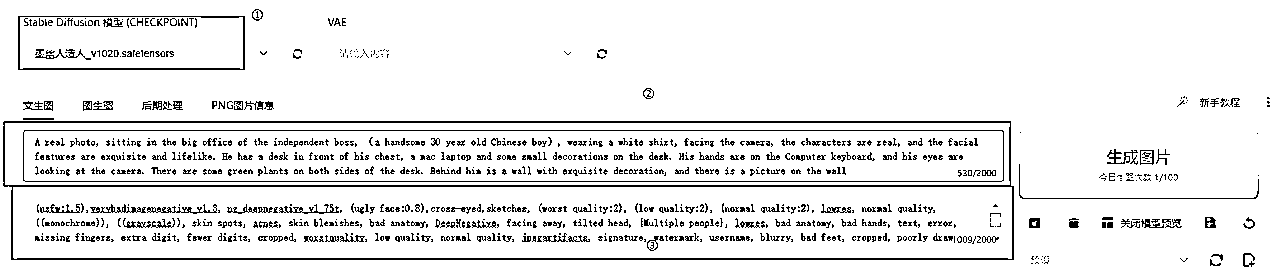 Stable Diffusion 模型 (CHECKPOINT)
①
VAE
墨绘人造人_v1020.safetensors
请输入内容
文生图
图生图
后期处理
PNG图片信息
②
新手教程
A real photo, sitting in the big office of the independent boss, (a handsome 30 year old Chinese boy), wearing a white shirt, facing the camera, the characters are real, and the facial
features are exquisite and lifelike. He has a desk in front of his chest, a mac laptop and some small decorations on the desk. His hands are on the Computer keyboard, and his eyes are
looking at the camera. There are some green plants on both sides of the desk. Behind him is a wall with exquisite decoration, and there is a picture on the wall
530/2000
生成图片
1/100
(nsfw:1.5),verybadimagenegative_v1.3, ng_deepnegative_v1_75t, (ugly face:0.8),cross-eyed,sketches, (worst quality:2), (low quality:2), (normal quality:2), lowres, normal quality,
((monochrome)), ((grayscale)), skin spots, acnes, skin blemishes, bad anatomy, DeepNegative, facing away, tilted head, {Multiple people}, lowres, bad anatomy, bad hands, text, error,
missing fingers, extra digit, fewer digits, cropped, worstquality, low quality, normal quality, jpegartifacts, signature, watermark, username, blurry, bad feet, cropped, poorly draw
1009/2000
③
关闭模型预览
预设